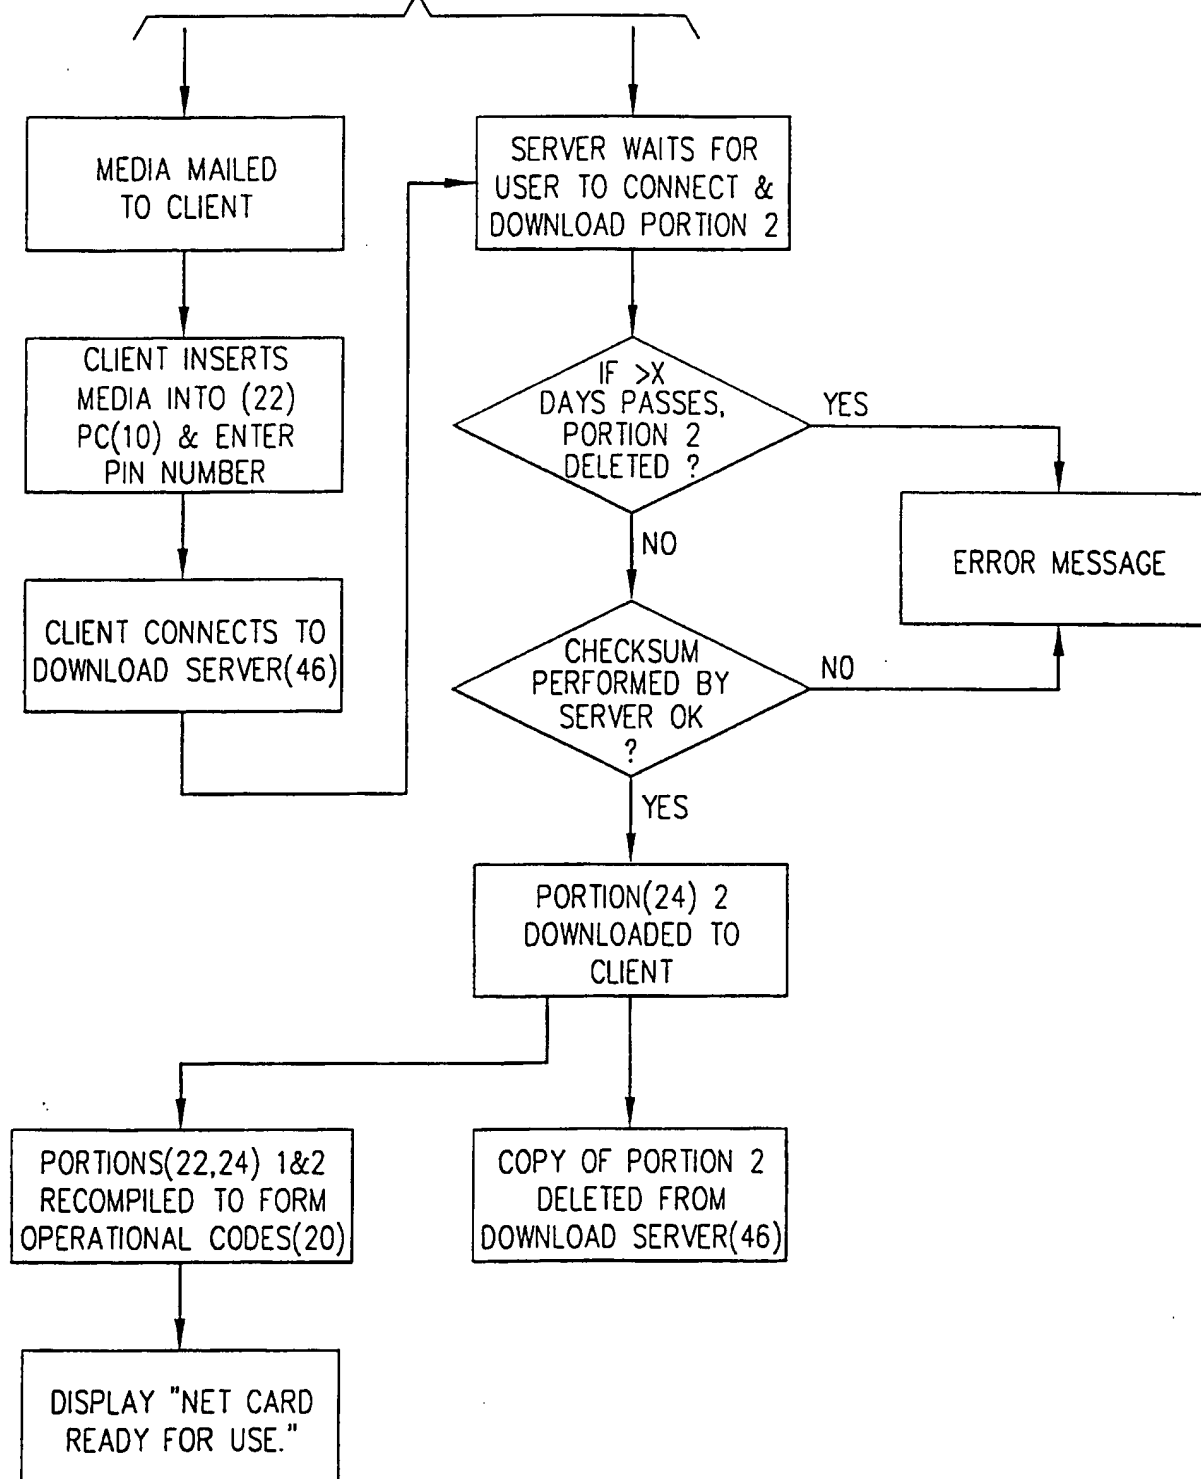 MEDIA MAILED
TO CLIENT
SERVER WAITS FOR
USER TO CONNECT &
DOWNLOAD PORTION 2
CLIENT INSERTS
MEDIA INTO (22)
PC(10) & ENTER
PIN NUMBER
IF >X
DAYS PASSES,
PORTION 2
DELETED ?
YES
NO
ERROR MESSAGE
CLIENT CONNECTS TO
DOWNLOAD SERVER(46)
CHECKSUM
PERFORMED BY
SERVER OK
?
NO
YES
PORTION(24) 2
DOWNLOADED TO
CLIENT
PORTIONS(22,24) 1&2
RECOMPILED TO FORM
OPERATIONAL CODES(20)
COPY OF PORTION 2
DELETED FROM
DOWNLOAD SERVER(46)
DISPLAY "NET CARD
READY FOR USE."